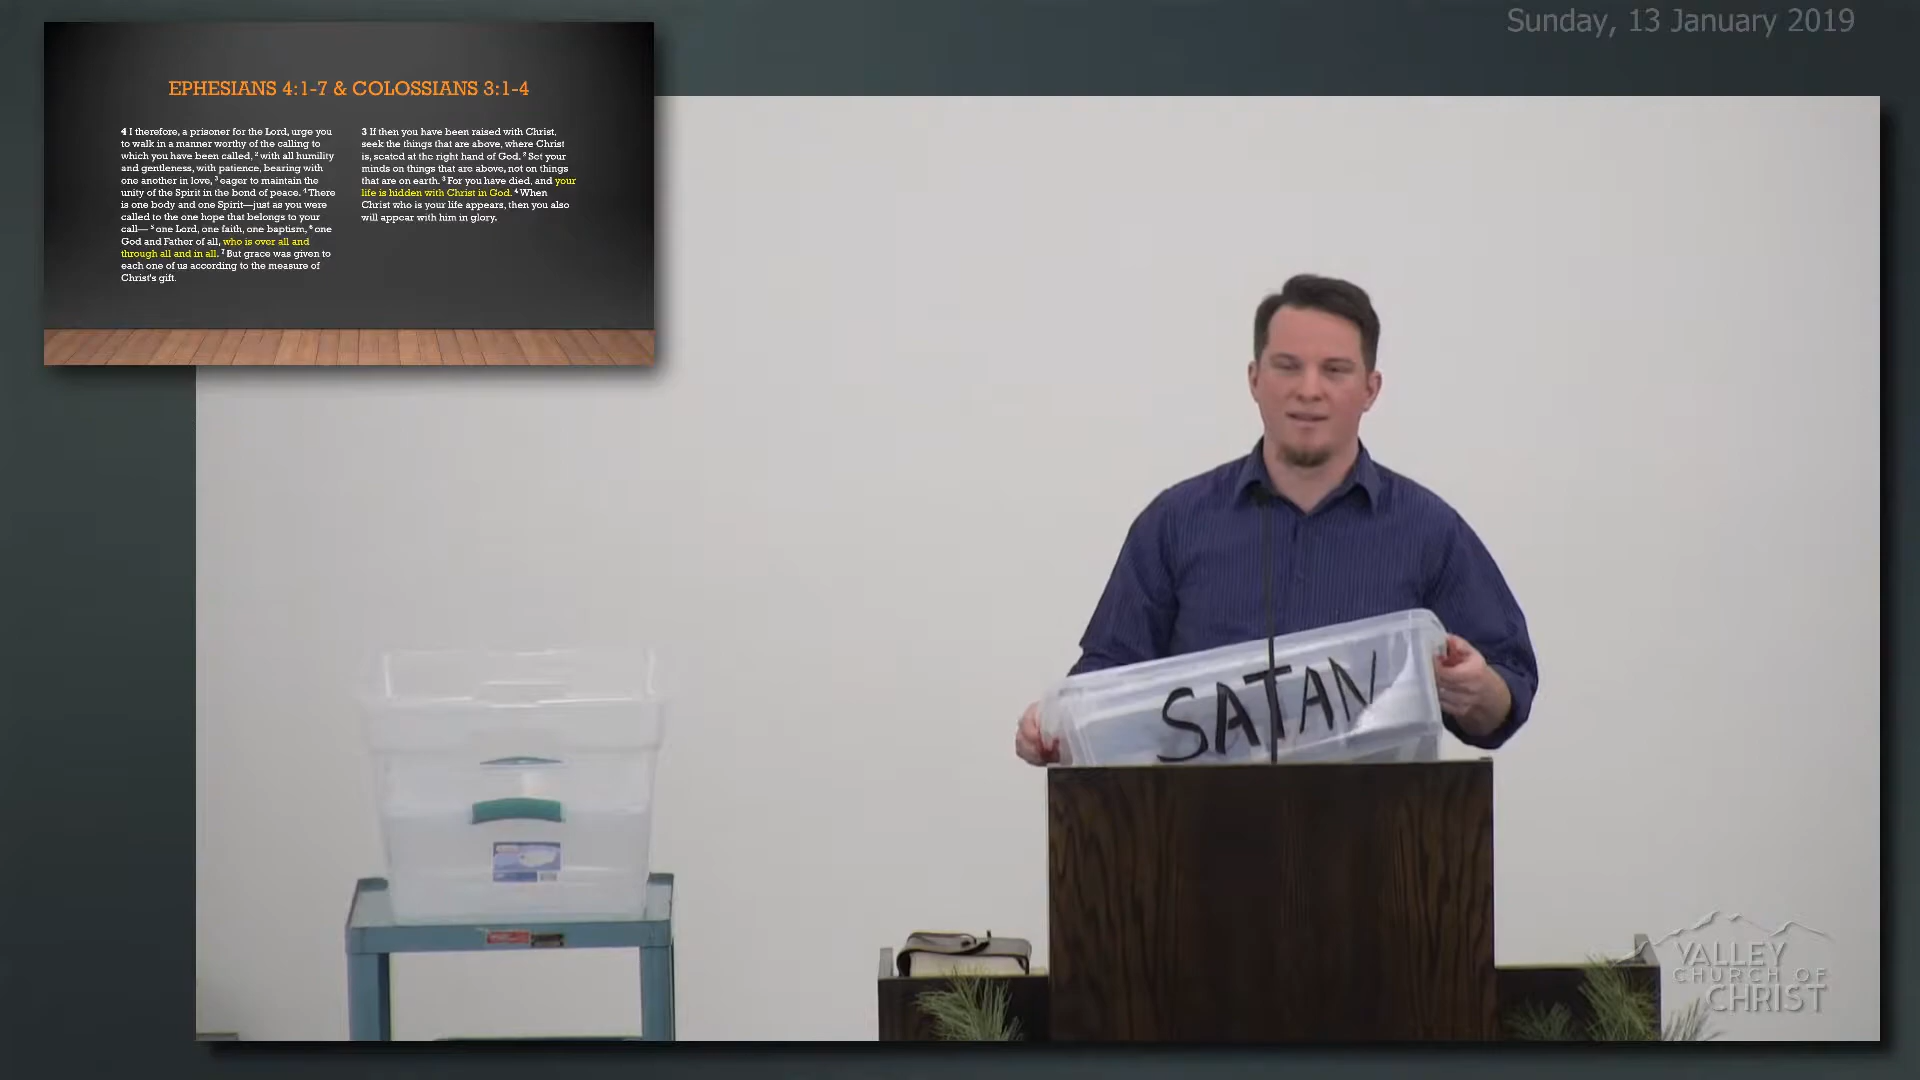 Sunday, 13 January 2019
EPHESIANS 4:1-7 & COLOSSIANS 3:1-4
4 I therefore, a prisoner for the Lord, urge you
to walk in a manner worthy of the calling to
which you have been called, ² with all humility
and gentleness, with patience, bearing with
one another in love, ³ eager to maintain the
unity of the Spirit in the bond of peace. ⁴ There
is one body and one Spirit—just as you were
called to the one hope that belongs to your
call— ⁵ one Lord, one faith, one baptism, ⁶ one
God and Father of all, who is over all and
through all and in all. ⁷ But grace was given to
each one of us according to the measure of
Christ's gift.
3 If then you have been raised with Christ,
seek the things that are above, where Christ
is, seated at the right hand of God. ² Set your
minds on things that are above, not on things
that are on earth. ³ For you have died, and your
life is hidden with Christ in God. ⁴ When
Christ who is your life appears, then you also
will appear with him in glory.
SATAN
VALLEY
CHURCH OF
CHRIST